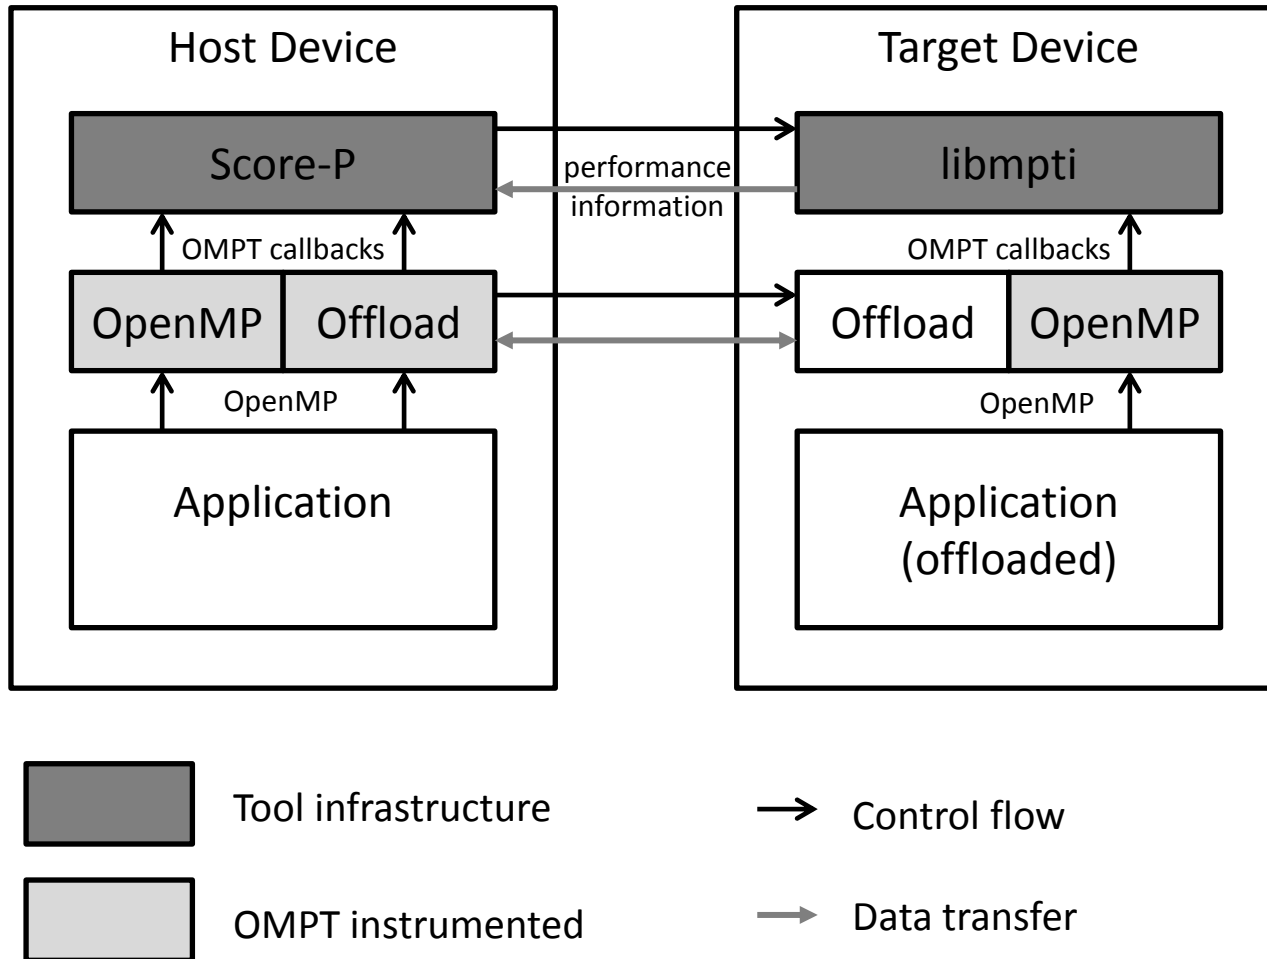 Host Device
Target Device
Score-P
performance
information
libmpti
OMPT callbacks
OMPT callbacks
OpenMP
Offload
Offload
OpenMP
OpenMP
OpenMP
Application
Application
(offloaded)
Tool infrastructure
Control flow
OMPT instrumented
Data transfer